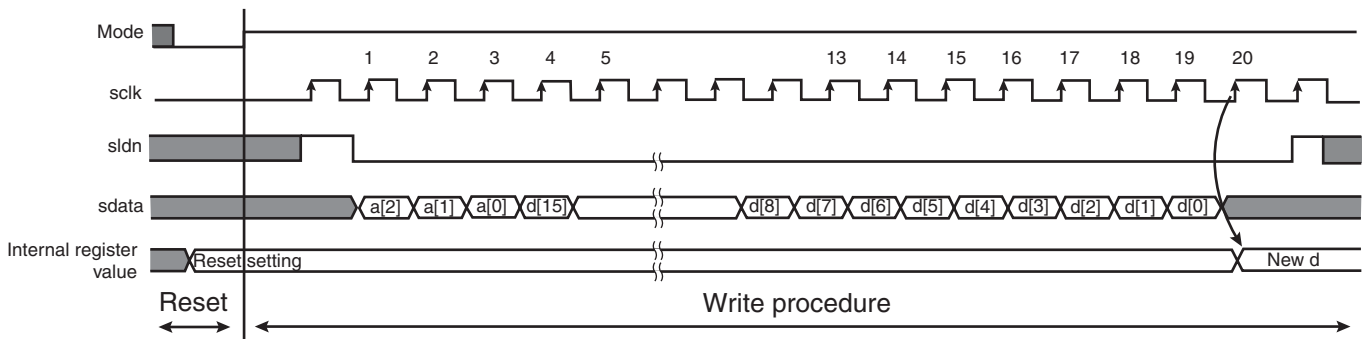 Mode
1 2 3 4 5 13 14 15 16 17 18 19 20
sclk
sldn
sdata a[2] a[1] a[0] d[15] d[8] d[7] d[6] d[5] d[4] d[3] d[2] d[1] d[0]
Internal register
value
Reset setting New d
Reset Write procedure